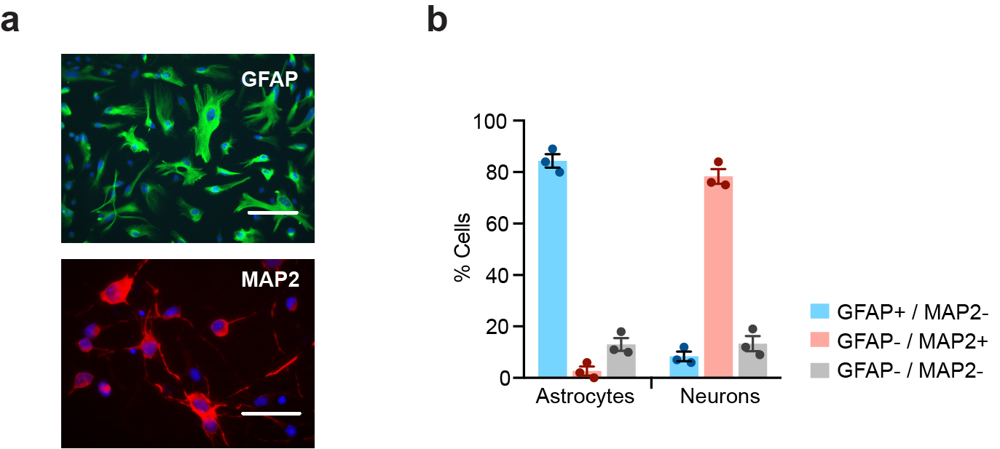 a
GFAP
MAP2
b
% Cells
100
80
60
40
20
0
Astrocytes
Neurons
GFAP+ / MAP2-
GFAP- / MAP2+
GFAP- / MAP2-